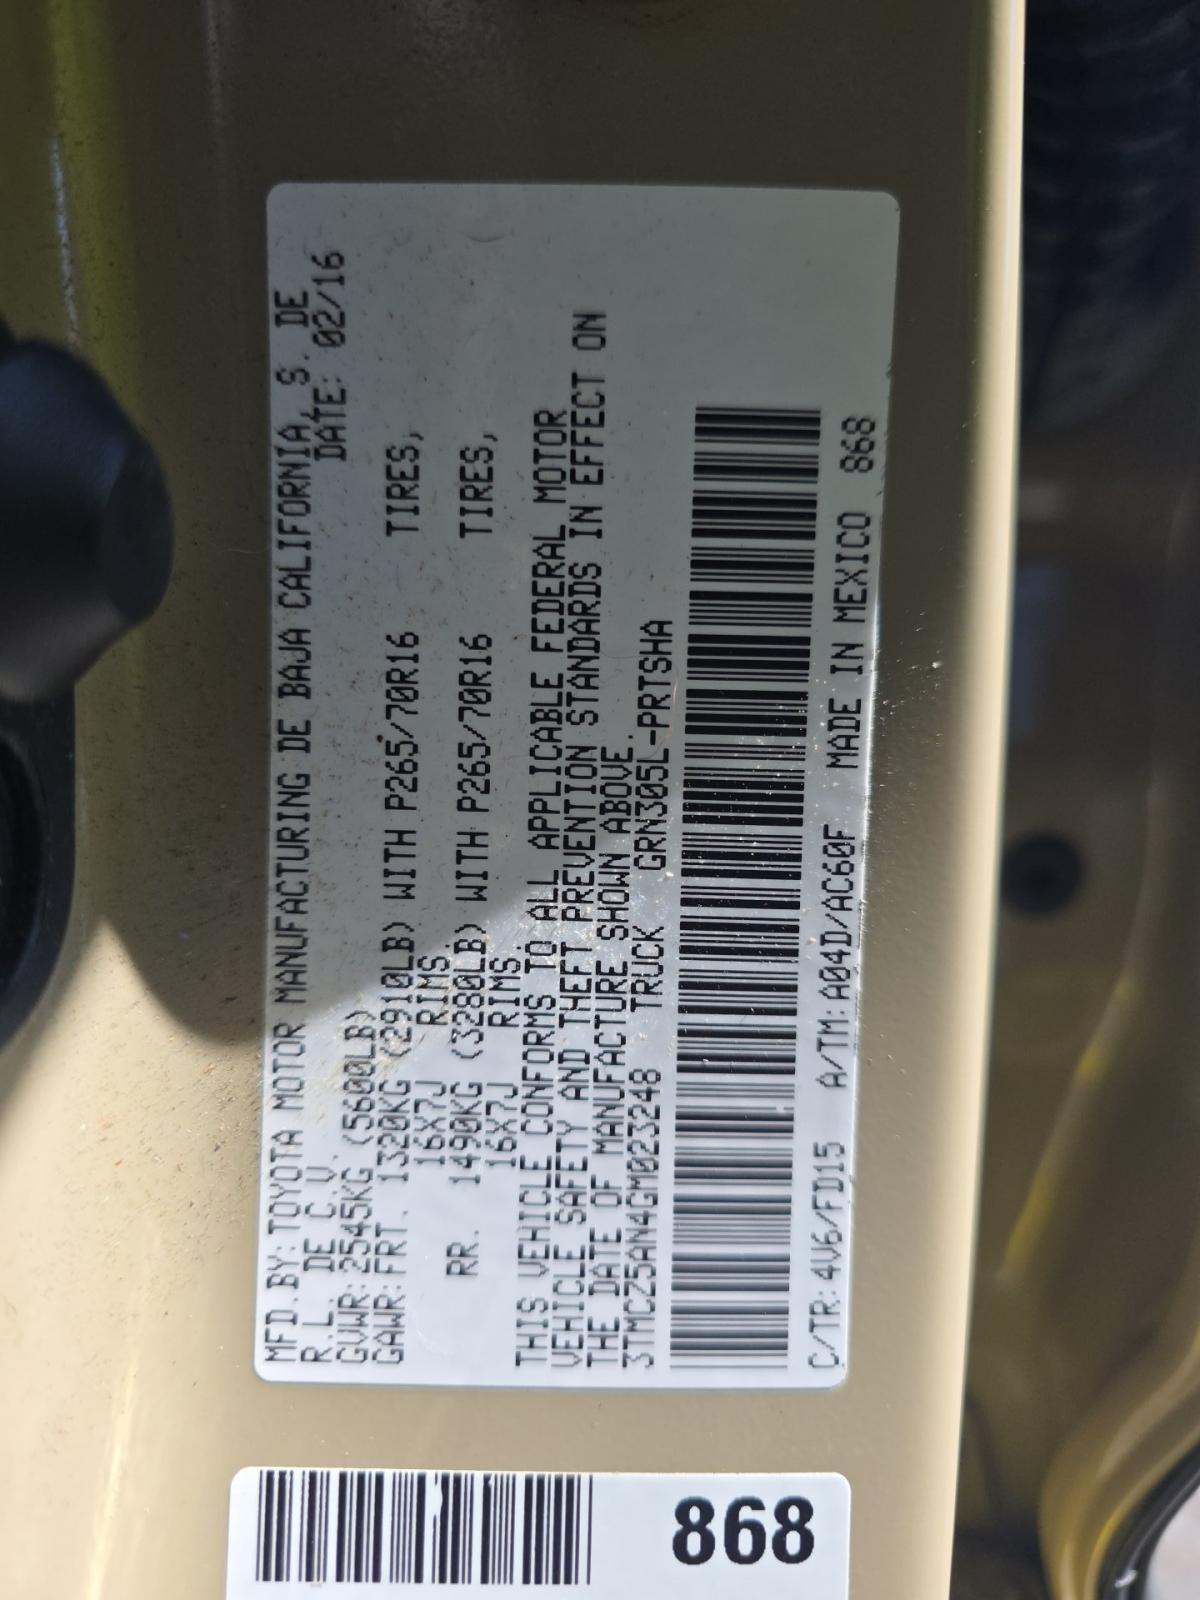 MFD.BY:TOYOTA MOTOR MANUFACTURING DE BAJA CALIFORNIA,S. DE
R.L. DE C.V. DATE: 02/16
GVWR:2545KG (5600LB)
GAWR:FRT. 1320KG (2910LB) WITH P265/70R16 TIRES,
16X7J RIMS.
RR. 1490KG (3280LB) WITH P265/70R16 TIRES,
16X7J RIMS.
THIS VEHICLE CONFORMS TO ALL APPLICABLE FEDERAL MOTOR
VEHICLE SAFETY AND THEFT PREVENTION STANDARDS IN EFFECT ON
THE DATE OF MANUFACTURE SHOWN ABOVE.
3TMCZ5AN4GM023248 TRUCK GRN305L-PRTSHA
C/TR:4V6/FD15 A/TM:A04D/AC60F MADE IN MEXICO 868
868